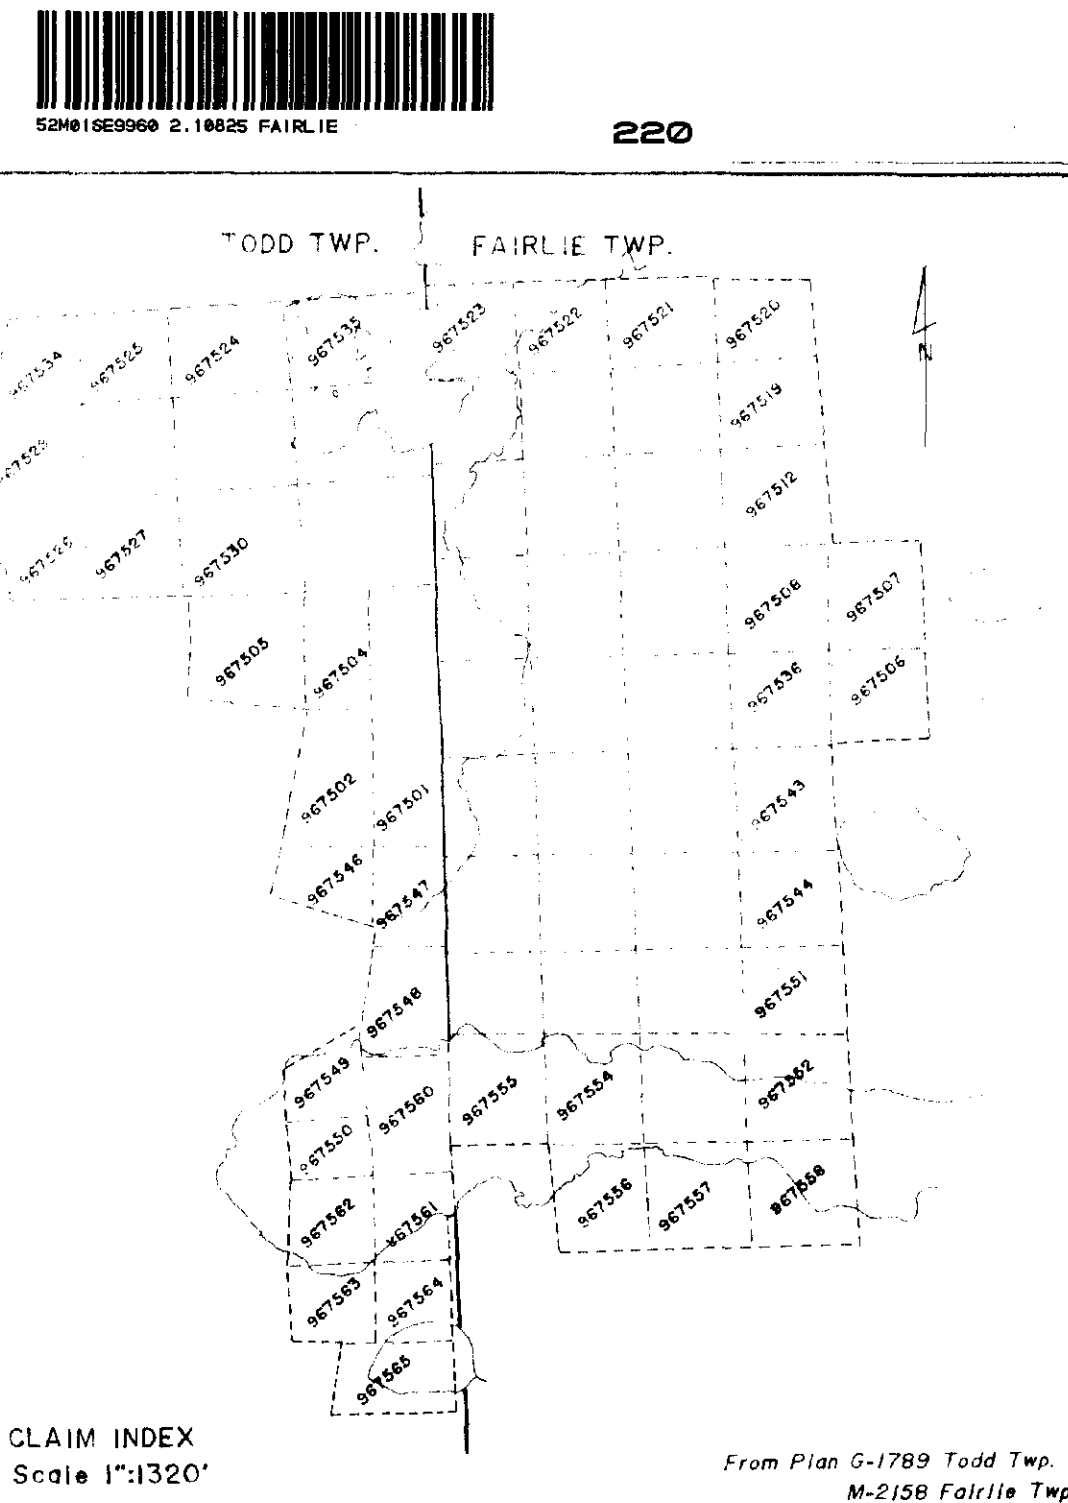 52M01SE9960 2.10825 FAIRLIE
220
TODD TWP. FAIRLIE TWP.
967534 967525 967524 967535 967523 967522 967521 967520
967519
967512
967526 967527 967530
967508 967507
967505 967504 967536 967506
967502 967501 967543
967546 967547 967544
967548 967551
967549 967560 967555 967554 967552
967550
967562 967561 967556 967557 967558
967563 967564
967565
N
CLAIM INDEX
Scale 1":1320'
From Plan G-1789 Todd Twp.
M-2158 Fairlie Twp